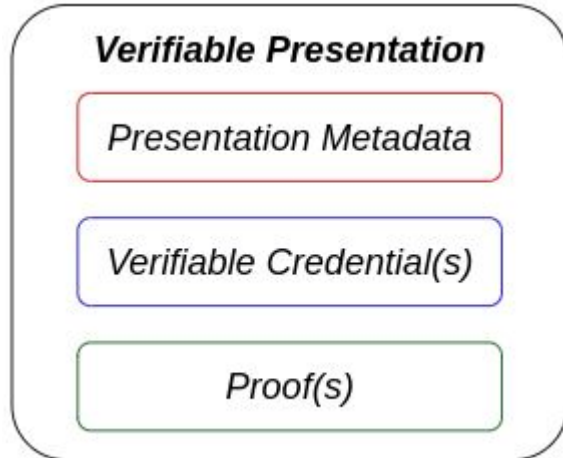 Verifiable Presentation
Presentation Metadata
Verifiable Credential(s)
Proof(s)